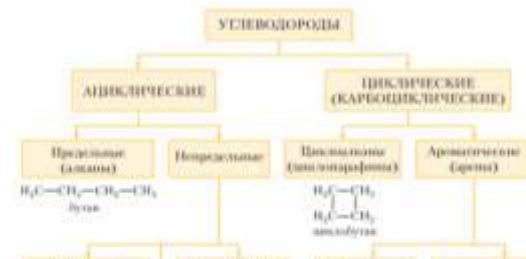 УГЛЕВОДОРОДЫ
АЦИКЛИЧЕСКИЕ
ЦИКЛИЧЕСКИЕ
(КАРБОЦИКЛИЧЕСКИЕ)
Предельные
(алканы)
Непредельные
Циклоалканы
(циклопарафины)
Ароматические
(арены)
H₃C—CH₂—CH₂—CH₃
бутан
H₂C—CH₂
H₂C—CH₂
циклобутан